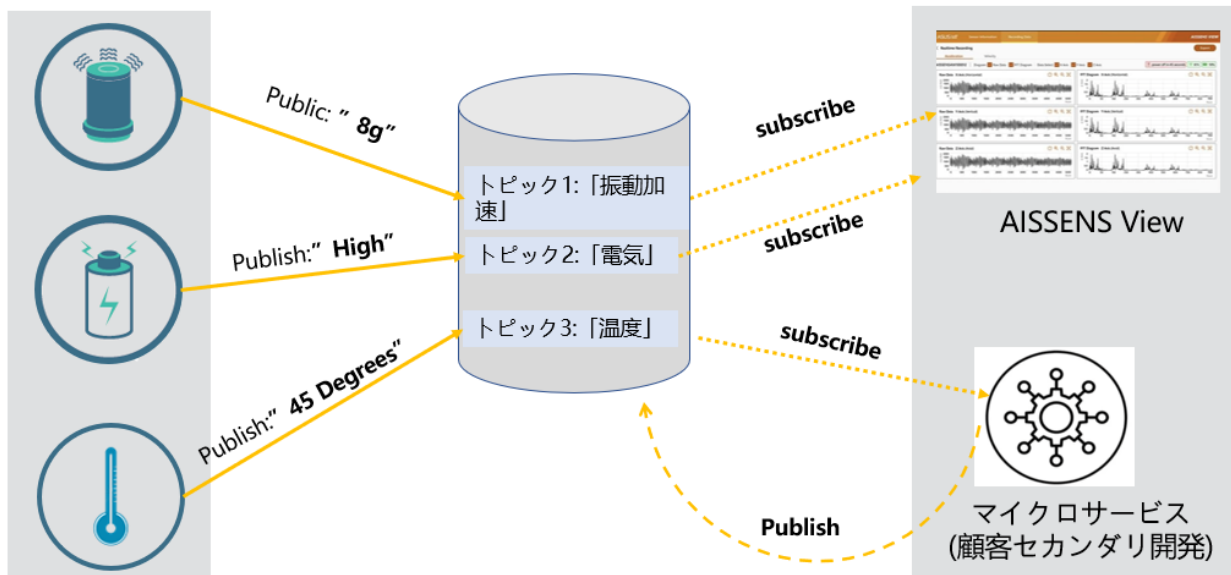 Public: ” 8g”
Publish:” High”
Publish:” 45 Degrees”
トピック1:「振動加
速」
トピック2:「電気」
トピック3:「温度」
subscribe
subscribe
subscribe
Publish
AISSENS View
マイクロサービス
(顧客セカンダリ開発)